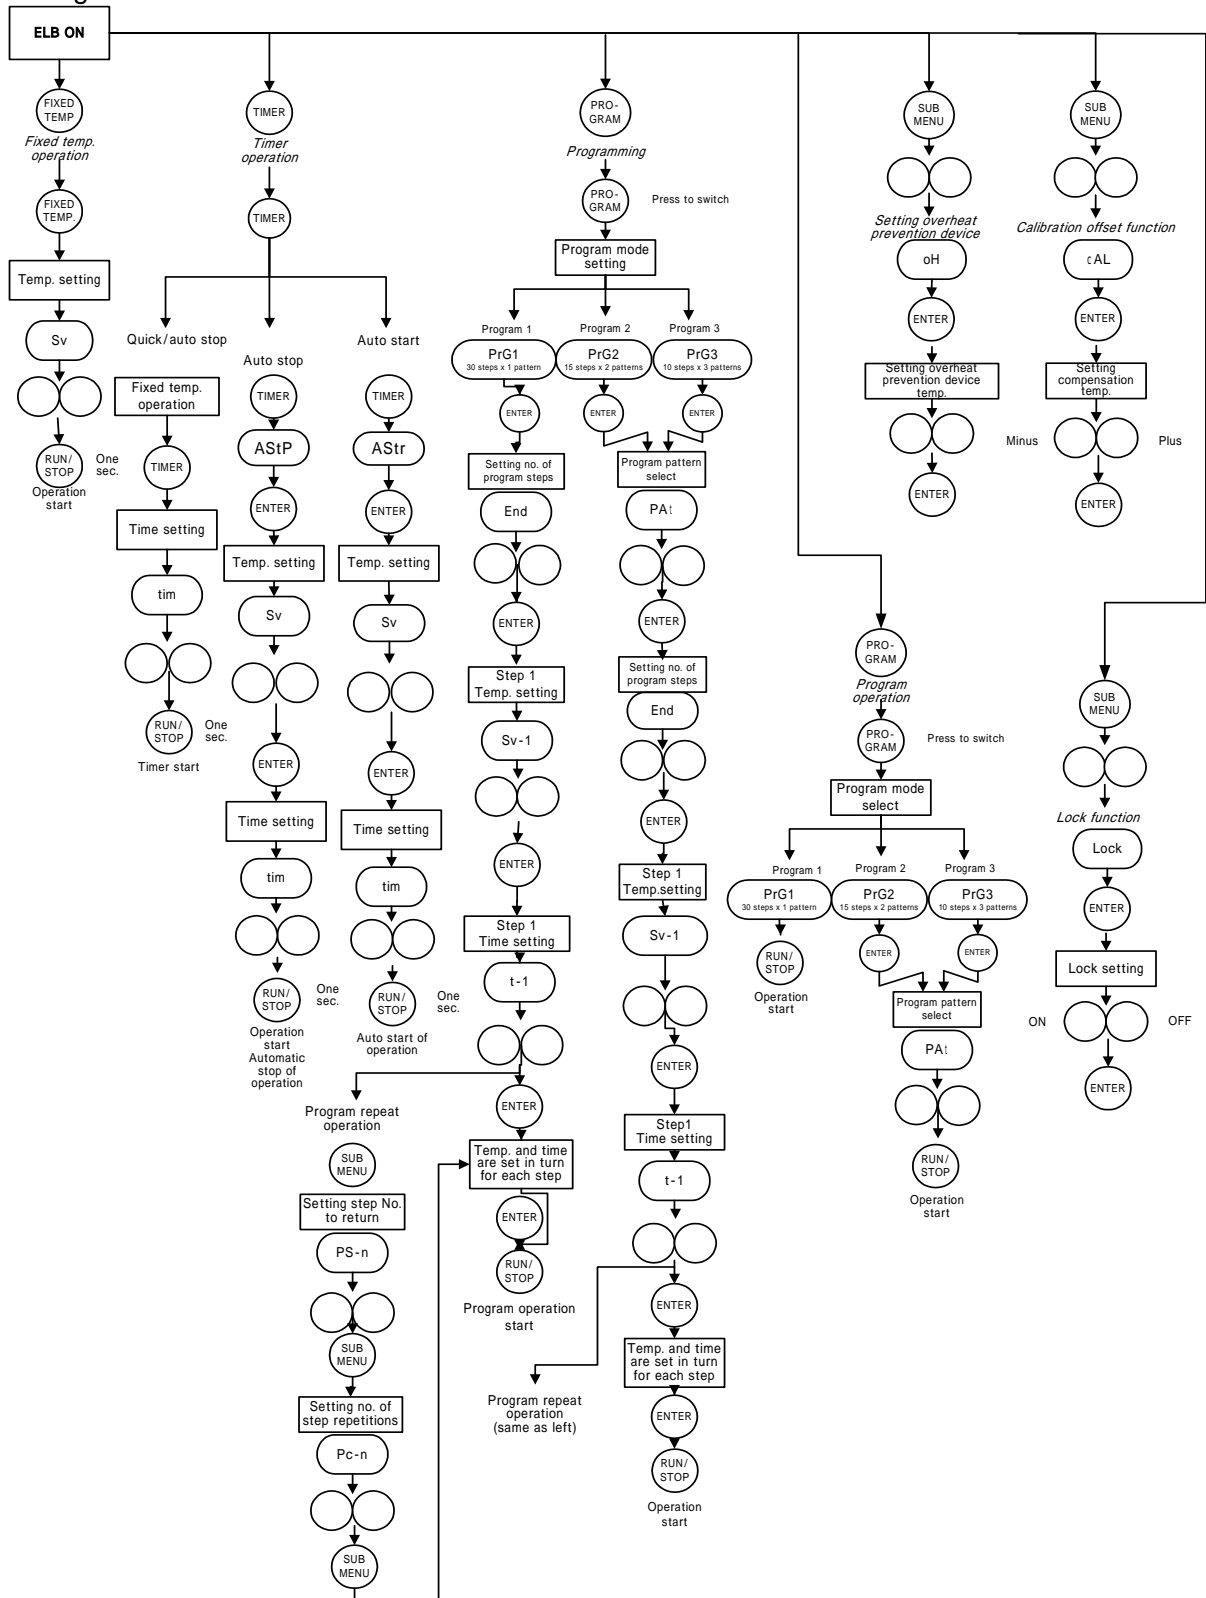 ELB ON
FIXED
TEMP
Fixed temp.
operation
FIXED
TEMP.
Temp. setting
Sv
RUN/
STOP
One
sec.
Operation
start
TIMER
Timer
operation
TIMER
Quick/auto stop
Fixed temp.
operation
TIMER
Time setting
tim
RUN/
STOP
One
sec.
Timer start
Auto stop
TIMER
AStP
ENTER
Temp. setting
Sv
ENTER
Time setting
tim
RUN/
STOP
One
sec.
Operation
start
Automatic
stop of
operation
Auto start
TIMER
AStr
ENTER
Temp. setting
Sv
ENTER
Time setting
tim
RUN/
STOP
One
sec.
Auto start of
operation
PRO-
GRAM
Programming
PRO-
GRAM
Press to switch
Program mode
setting
Program 1
PrG1
30 steps x 1 pattern
ENTER
Setting no. of
program steps
End
ENTER
Step 1
Temp. setting
Sv-1
ENTER
Step 1
Time setting
t-1
ENTER
Temp. and time
are set in turn
for each step
ENTER
RUN/
STOP
Program operation
start
Program repeat
operation
SUB
MENU
Setting step No.
to return
PS-n
SUB
MENU
Setting no. of
step repetitions
Pc-n
SUB
MENU
Program 2
PrG2
15 steps x 2 patterns
ENTER
Program 3
PrG3
10 steps x 3 patterns
ENTER
Program pattern
select
PAt
ENTER
Setting no. of
program steps
End
ENTER
Step 1
Temp.setting
Sv-1
ENTER
Step1
Time setting
t-1
ENTER
Temp. and time
are set in turn
for each step
ENTER
RUN/
STOP
Operation
start
Program repeat
operation
(same as left)
PRO-
GRAM
Program
operation
PRO-
GRAM
Press to switch
Program mode
select
Program 1
PrG1
30 steps x 1 pattern
RUN/
STOP
Operation
start
Program 2
PrG2
15 steps x 2 patterns
ENTER
Program 3
PrG3
10 steps x 3 patterns
ENTER
Program pattern
select
PAt
RUN/
STOP
Operation
start
SUB
MENU
Setting overheat
prevention device
oH
ENTER
Setting overheat
prevention device
temp.
ENTER
SUB
MENU
Calibration offset function
cAL
ENTER
Setting
compensation
temp.
Minus
Plus
ENTER
SUB
MENU
Lock function
Lock
ENTER
Lock setting
ON
OFF
ENTER